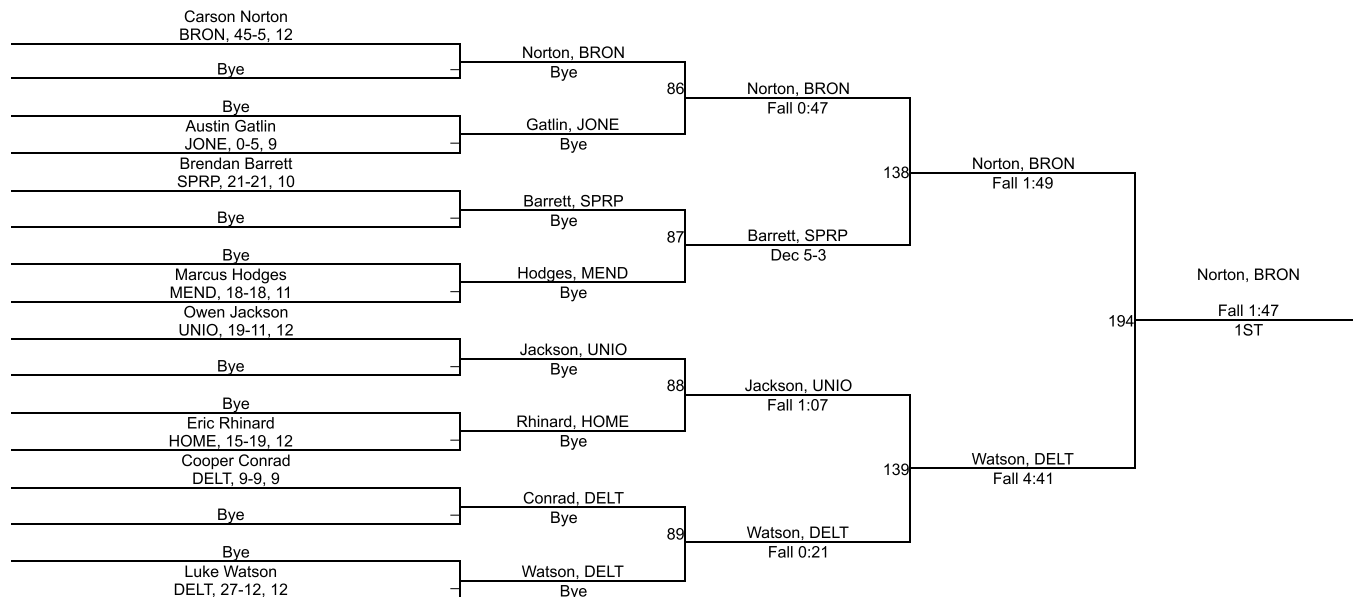 Carson Norton
BRON, 45-5, 12
Bye
Bye
Austin Gatlin
JONE, 0-5, 9
Brendan Barrett
SPRP, 21-21, 10
Bye
Bye
Marcus Hodges
MEND, 18-18, 11
Owen Jackson
UNIO, 19-11, 12
Bye
Bye
Eric Rhinard
HOME, 15-19, 12
Cooper Conrad
DELT, 9-9, 9
Bye
Bye
Luke Watson
DELT, 27-12, 12
Norton, BRON
Bye
Gatlin, JONE
Bye
Barrett, SPRP
Bye
Hodges, MEND
Bye
Jackson, UNIO
Bye
Rhinard, HOME
Bye
Conrad, DELT
Bye
Watson, DELT
Bye
86
87
88
89
Norton, BRON
Fall 0:47
Barrett, SPRP
Dec 5-3
Jackson, UNIO
Fall 1:07
Watson, DELT
Fall 0:21
138
139
Norton, BRON
Fall 1:49
Watson, DELT
Fall 4:41
194
Norton, BRON
Fall 1:47
1ST